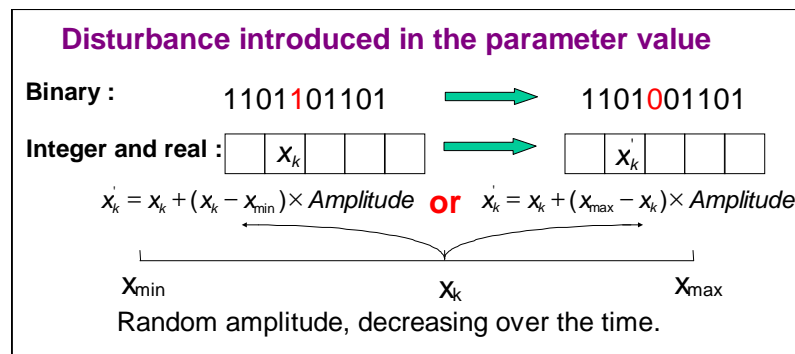 Disturbance introduced in the parameter value
Binary : 1101101101 1101001101
Integer and real : x_k x'_k
x'_k = x_k + (x_k − x_min) × Amplitude or x'_k = x_k + (x_max − x_k) × Amplitude
x_min x_k x_max
Random amplitude, decreasing over the time.